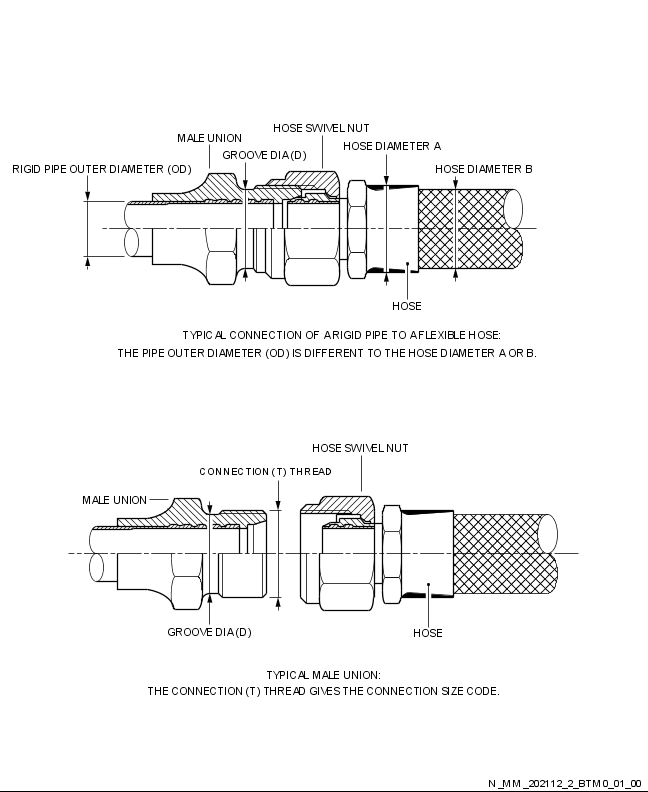 HOSE SWIVEL NUT
MALE UNION
GROOVE DIA (D)
HOSE DIAMETER A
RIGID PIPE OUTER DIAMETER (OD)
HOSE DIAMETER B
HOSE
TYPICAL CONNECTION OF A RIGID PIPE TO A FLEXIBLE HOSE:
THE PIPE OUTER DIAMETER (OD) IS DIFFERENT TO THE HOSE DIAMETER A OR B.
HOSE SWIVEL NUT
CONNECTION (T) THREAD
MALE UNION
GROOVE DIA (D)
HOSE
TYPICAL MALE UNION:
THE CONNECTION (T) THREAD GIVES THE CONNECTION SIZE CODE.
N_MM_202112_2_BTM0_01_00